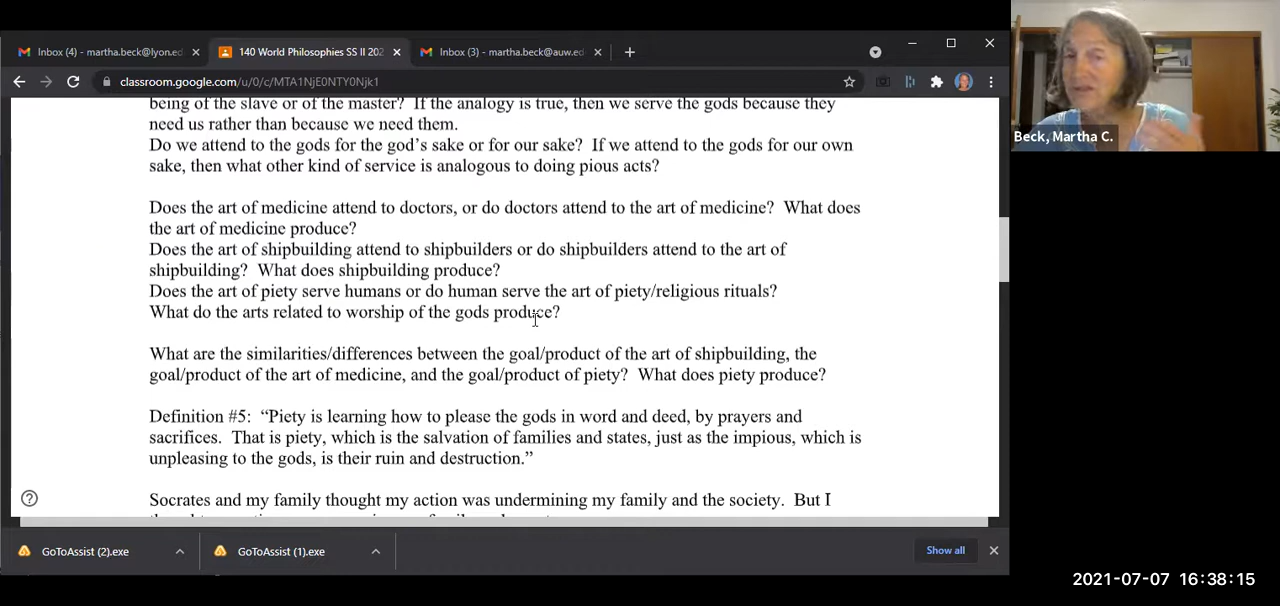 Inbox (4) - martha.beck@lyon.ed
140 World Philosophies SS II 202
Inbox (3) - martha.beck@auw.ed
classroom.google.com/u/0/c/MTA1NjE0NTY0Njk1
Beck, Martha C.
being of the slave or of the master? If the analogy is true, then we serve the gods because they
need us rather than because we need them.
Do we attend to the gods for the god's sake or for our sake? If we attend to the gods for our own
sake, then what other kind of service is analogous to doing pious acts?
Does the art of medicine attend to doctors, or do doctors attend to the art of medicine? What does
the art of medicine produce?
Does the art of shipbuilding attend to shipbuilders or do shipbuilders attend to the art of
shipbuilding? What does shipbuilding produce?
Does the art of piety serve humans or do human serve the art of piety/religious rituals?
What do the arts related to worship of the gods produce?
What are the similarities/differences between the goal/product of the art of shipbuilding, the
goal/product of the art of medicine, and the goal/product of piety? What does piety produce?
Definition #5: “Piety is learning how to please the gods in word and deed, by prayers and
sacrifices. That is piety, which is the salvation of families and states, just as the impious, which is
unpleasing to the gods, is their ruin and destruction.”
Socrates and my family thought my action was undermining my family and the society. But I
GoToAssist (2).exe
GoToAssist (1).exe
Show all
2021-07-07 16:38:15